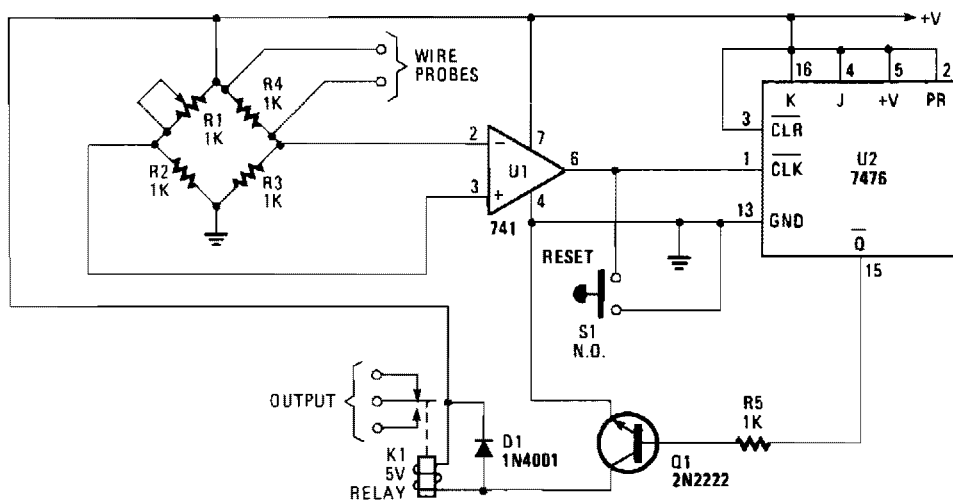 +V
WIRE
PROBES
R4
1K
R1
1K
R2
1K
R3
1K
16
4
5
2
K
J
+V
PR
3
CLR
1
CLK
U2
7476
13
GND
Q
15
2
7
U1
6
3
+
4
741
RESET
S1
N.O.
OUTPUT
K1
5V
RELAY
D1
1N4001
Q1
2N2222
R5
1K